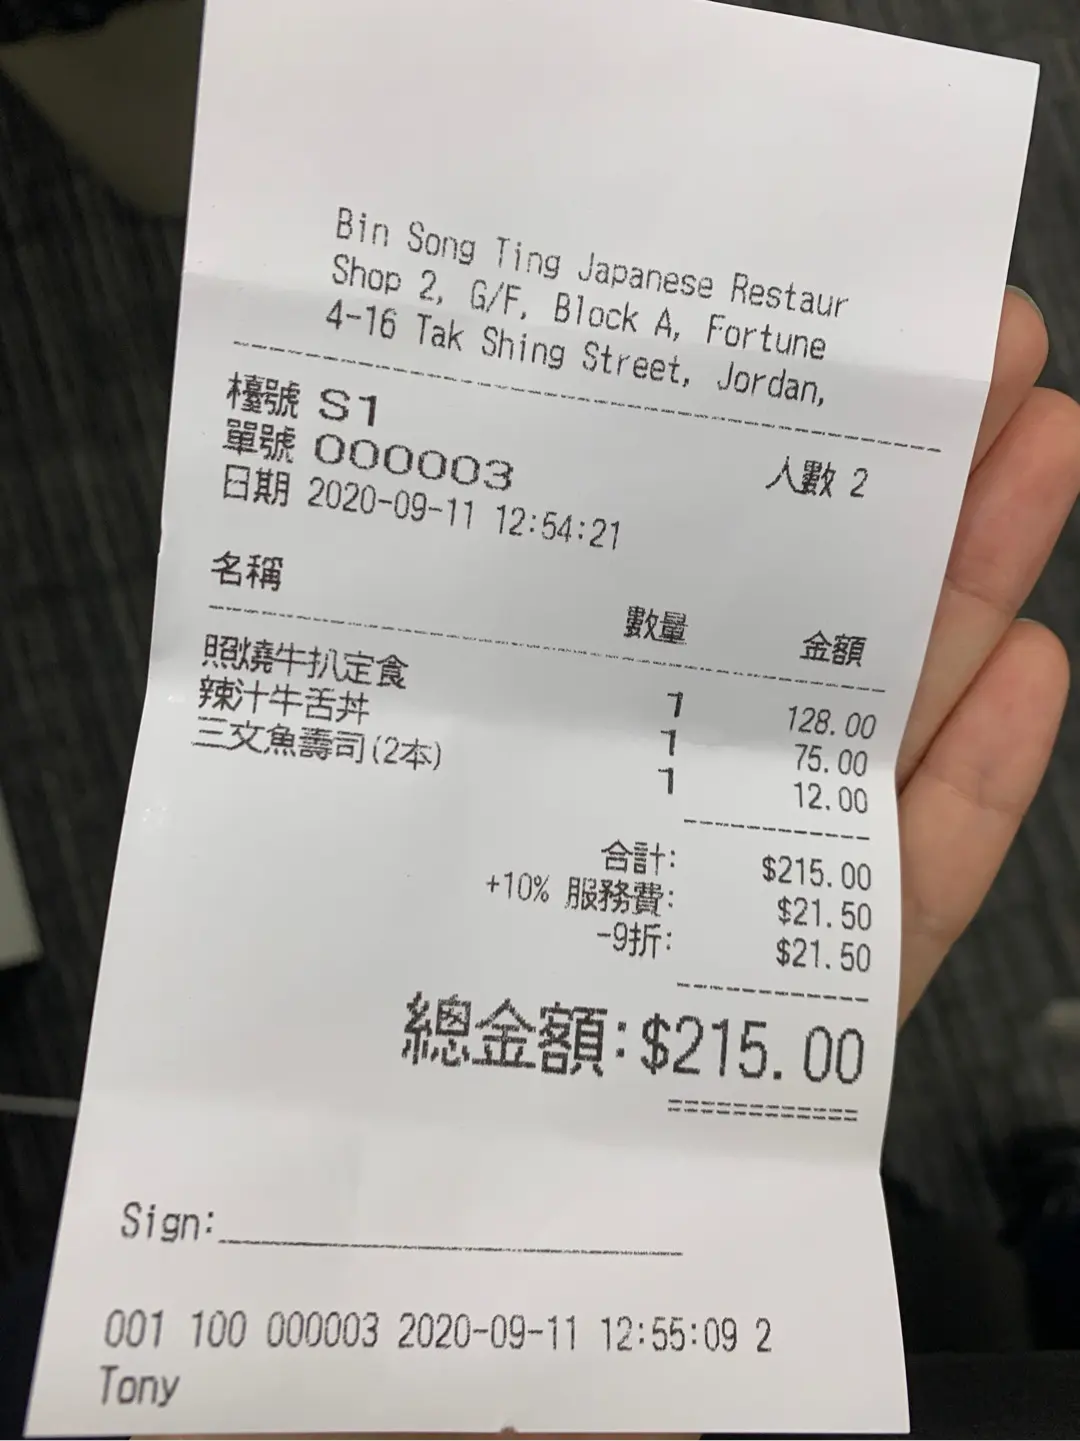 Bin Song Ting Japanese Restaur
Shop 2, G/F, Block A, Fortune
4-16 Tak Shing Street, Jordan,
檯號 S1
單號 000003 人數 2
日期 2020-09-11 12:54:21
名稱 數量 金額
照燒牛扒定食 1 128.00
辣汁牛舌丼 1 75.00
三文魚壽司(2本) 1 12.00
合計: $215.00
+10% 服務費: $21.50
-9折: $21.50
總金額:$215.00
Sign:
001 100 000003 2020-09-11 12:55:09 2
Tony